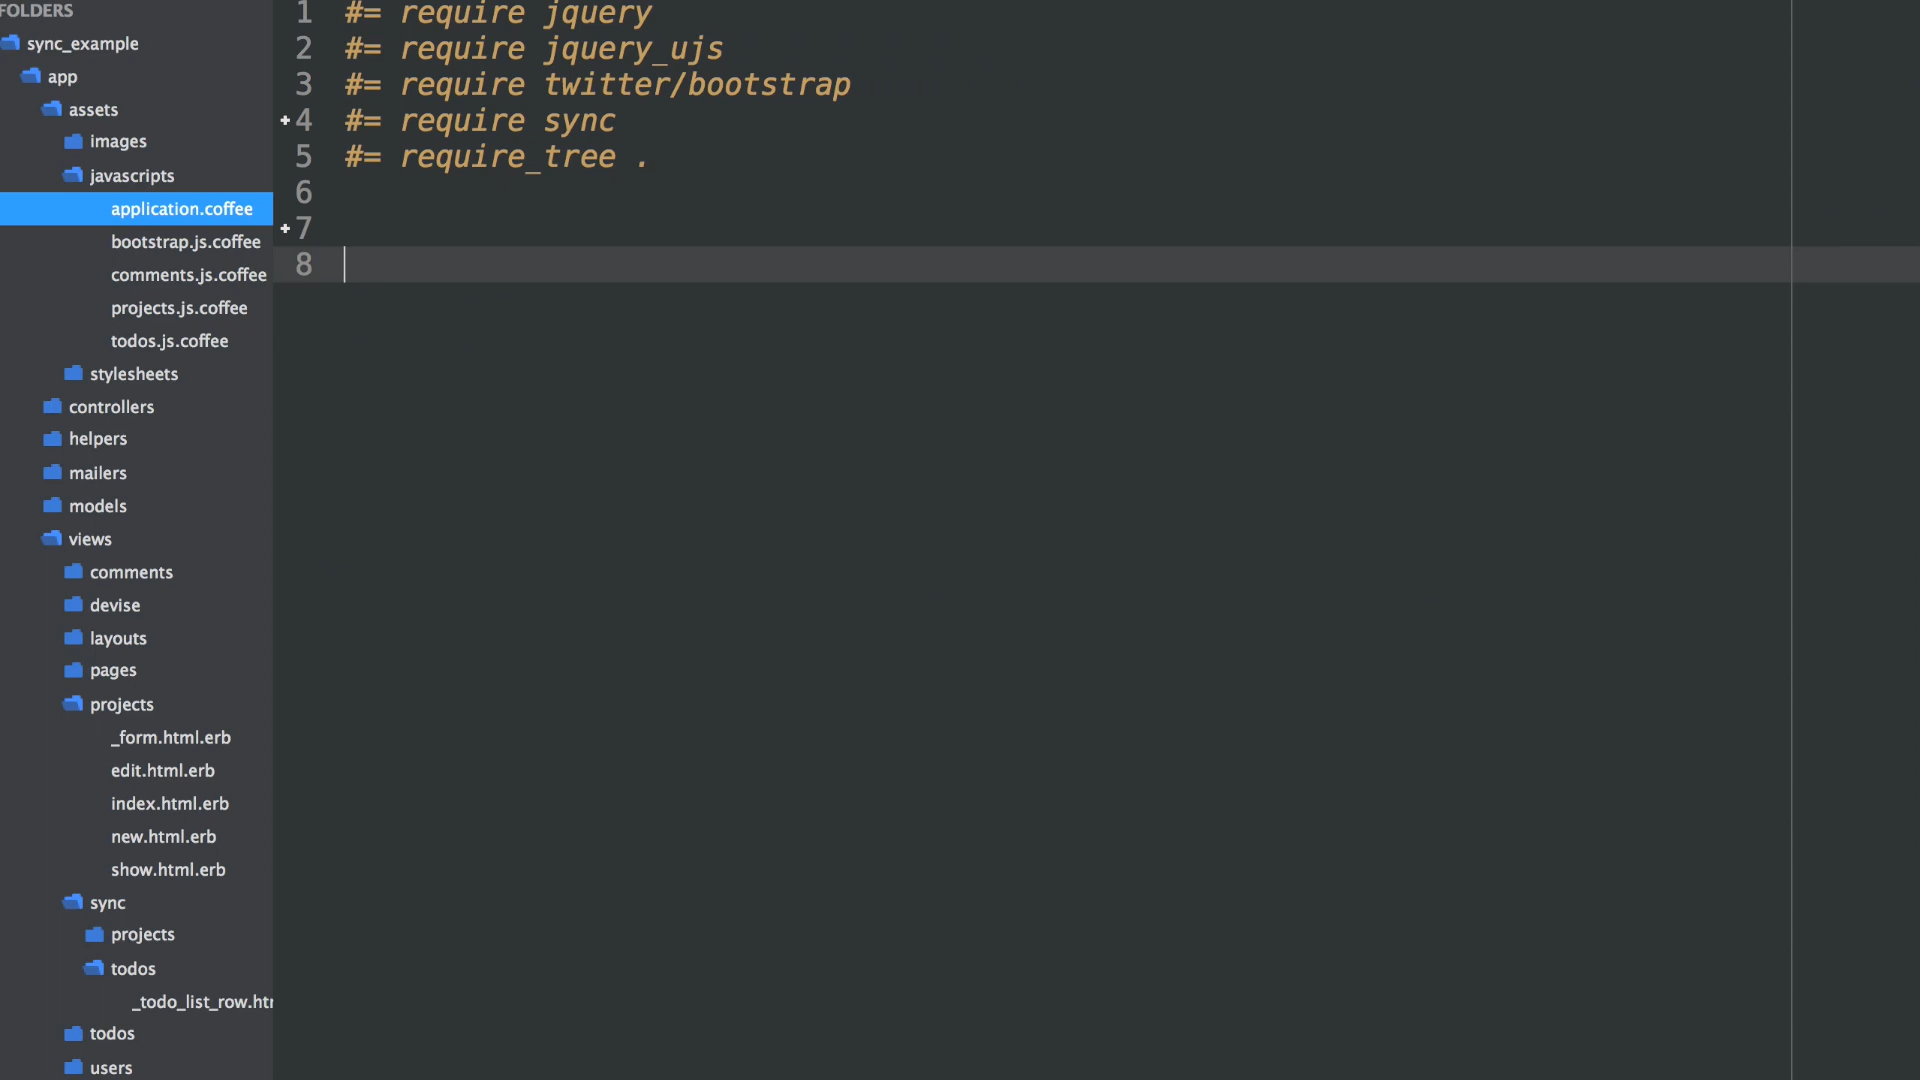 FOLDERS
sync_example
app
assets
images
javascripts
application.coffee
bootstrap.js.coffee
comments.js.coffee
projects.js.coffee
todos.js.coffee
stylesheets
controllers
helpers
mailers
models
views
comments
devise
layouts
pages
projects
_form.html.erb
edit.html.erb
index.html.erb
new.html.erb
show.html.erb
sync
projects
todos
_todo_list_row.htm
todos
users
1 #= require jquery
2 #= require jquery_ujs
3 #= require twitter/bootstrap
+4 #= require sync
5 #= require_tree .
6
+7
8